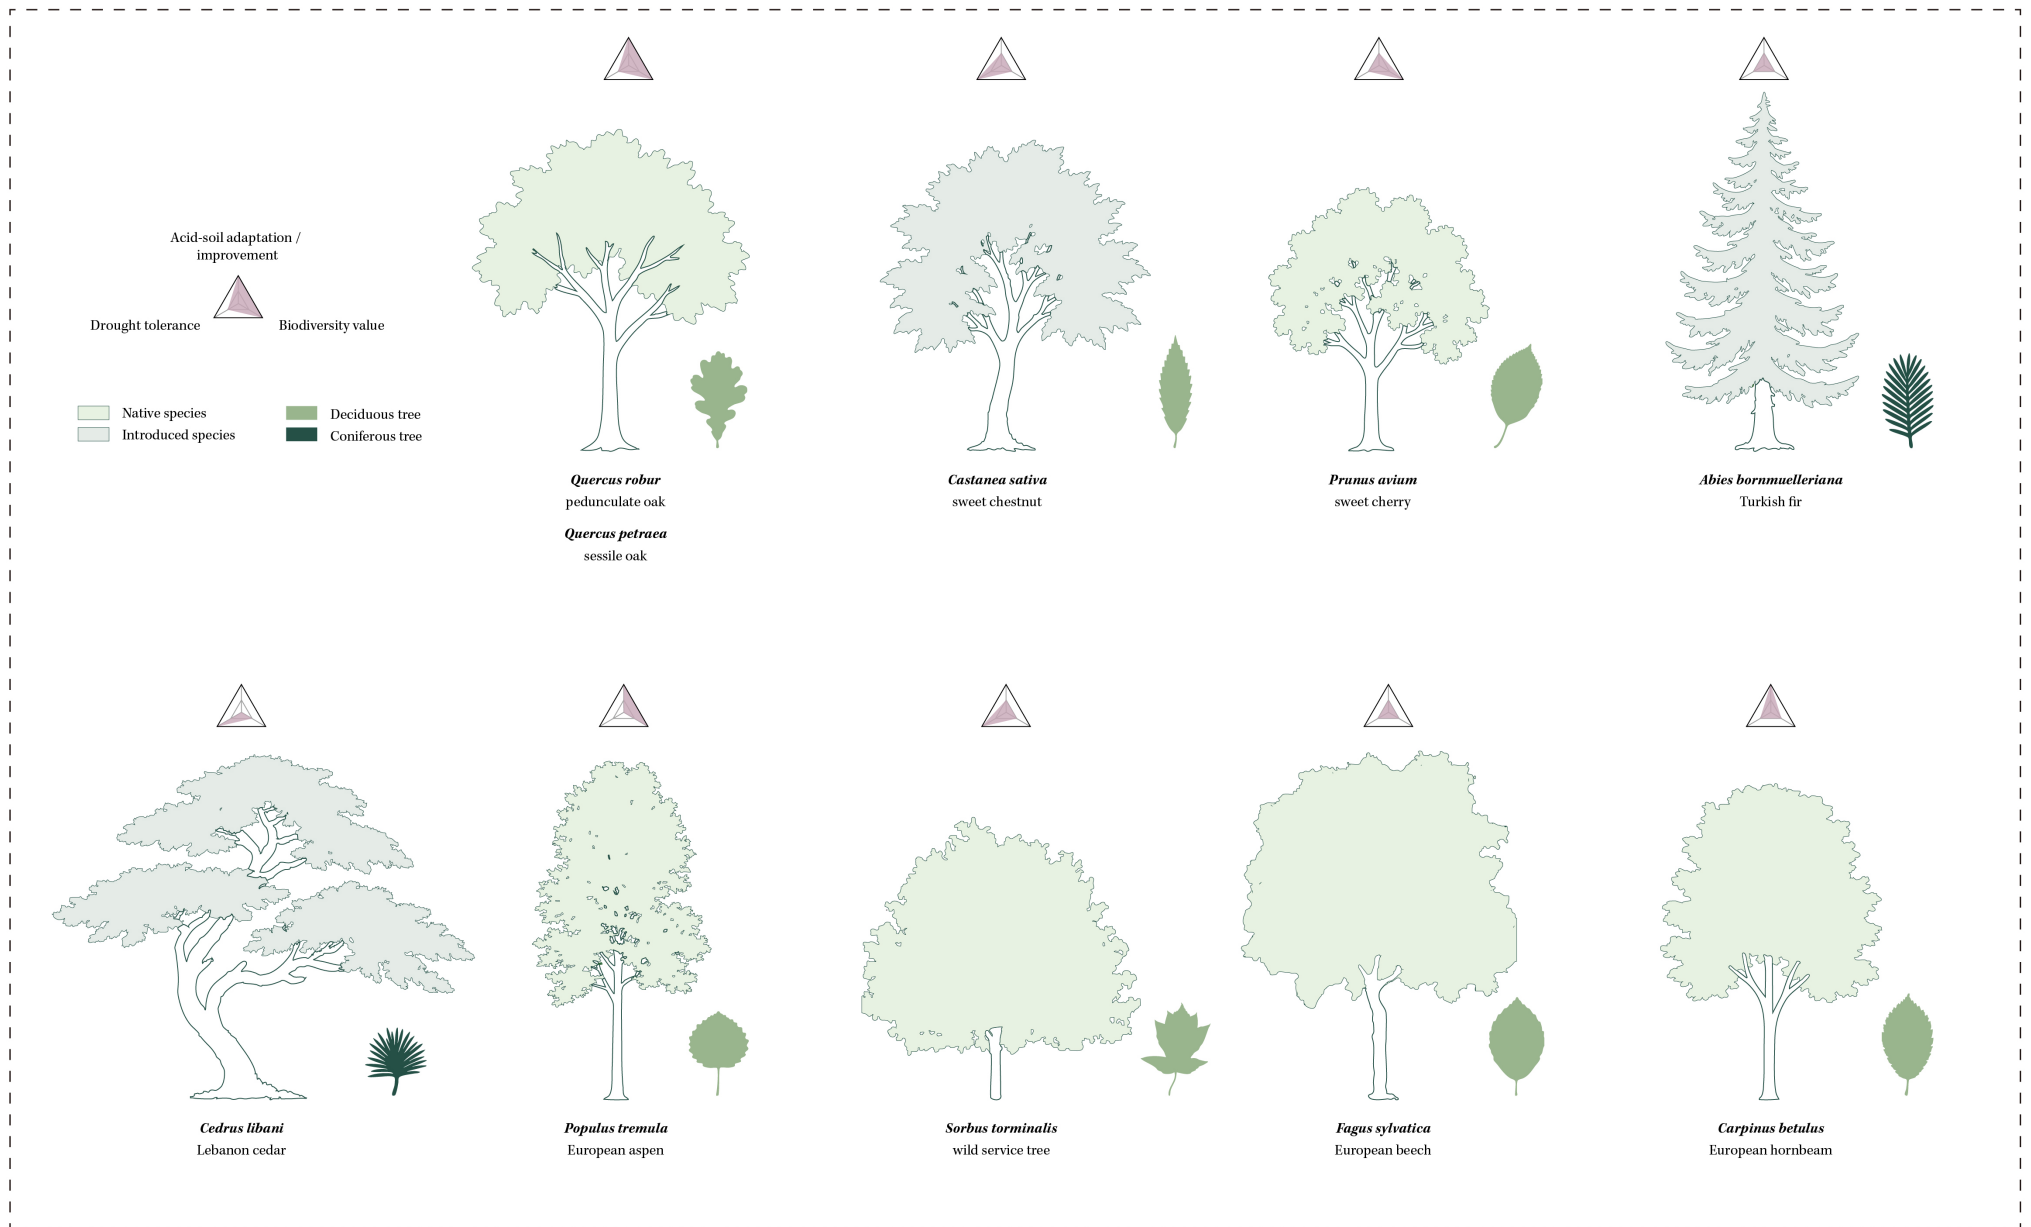 Acid-soil adaptation /
improvement
Drought tolerance
Biodiversity value
Native species
Introduced species
Deciduous tree
Coniferous tree
Quercus robur
pedunculate oak
Quercus petraea
sessile oak
Castanea sativa
sweet chestnut
Prunus avium
sweet cherry
Abies bornmuelleriana
Turkish fir
Cedrus libani
Lebanon cedar
Populus tremula
European aspen
Sorbus torminalis
wild service tree
Fagus sylvatica
European beech
Carpinus betulus
European hornbeam